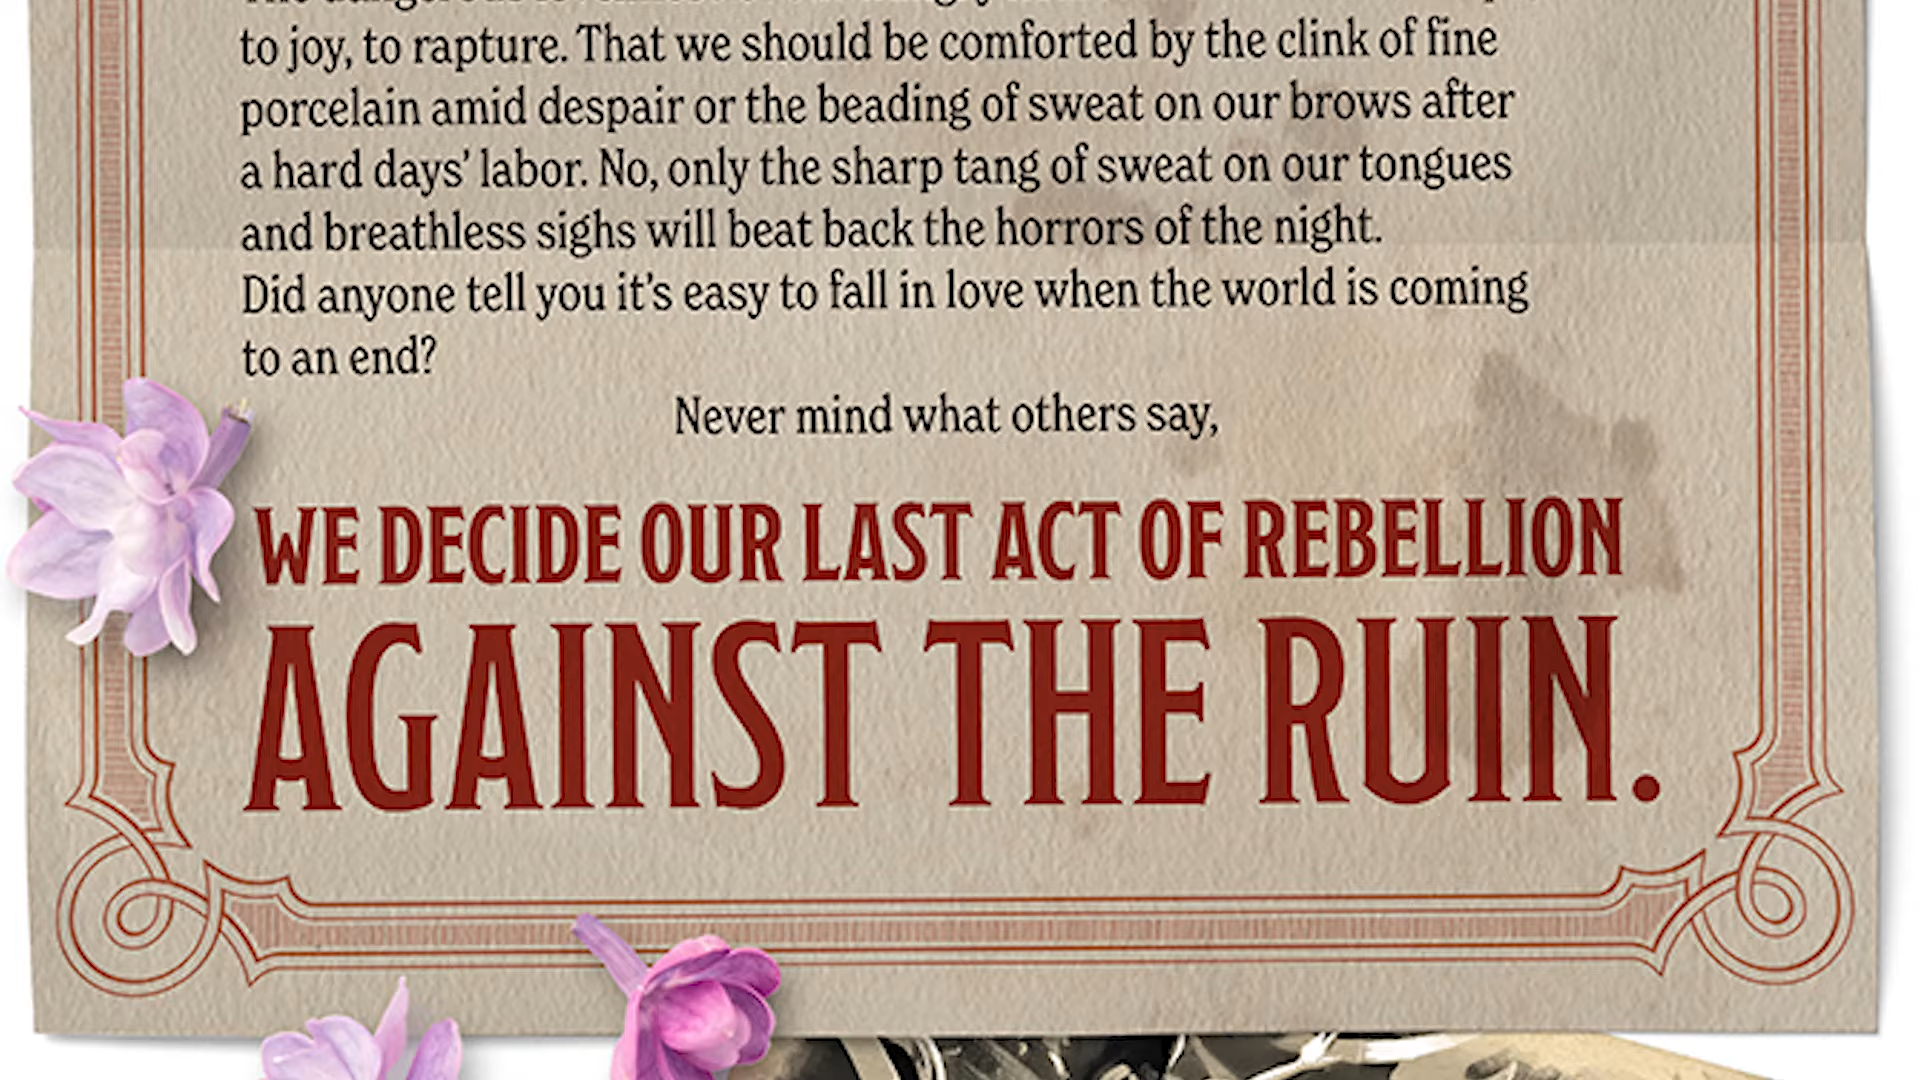 to joy, to rapture. That we should be comforted by the clink of fine
porcelain amid despair or the beading of sweat on our brows after
a hard days’ labor. No, only the sharp tang of sweat on our tongues
and breathless sighs will beat back the horrors of the night.
Did anyone tell you it’s easy to fall in love when the world is coming
to an end?
Never mind what others say,
WE DECIDE OUR LAST ACT OF REBELLION
AGAINST THE RUIN.